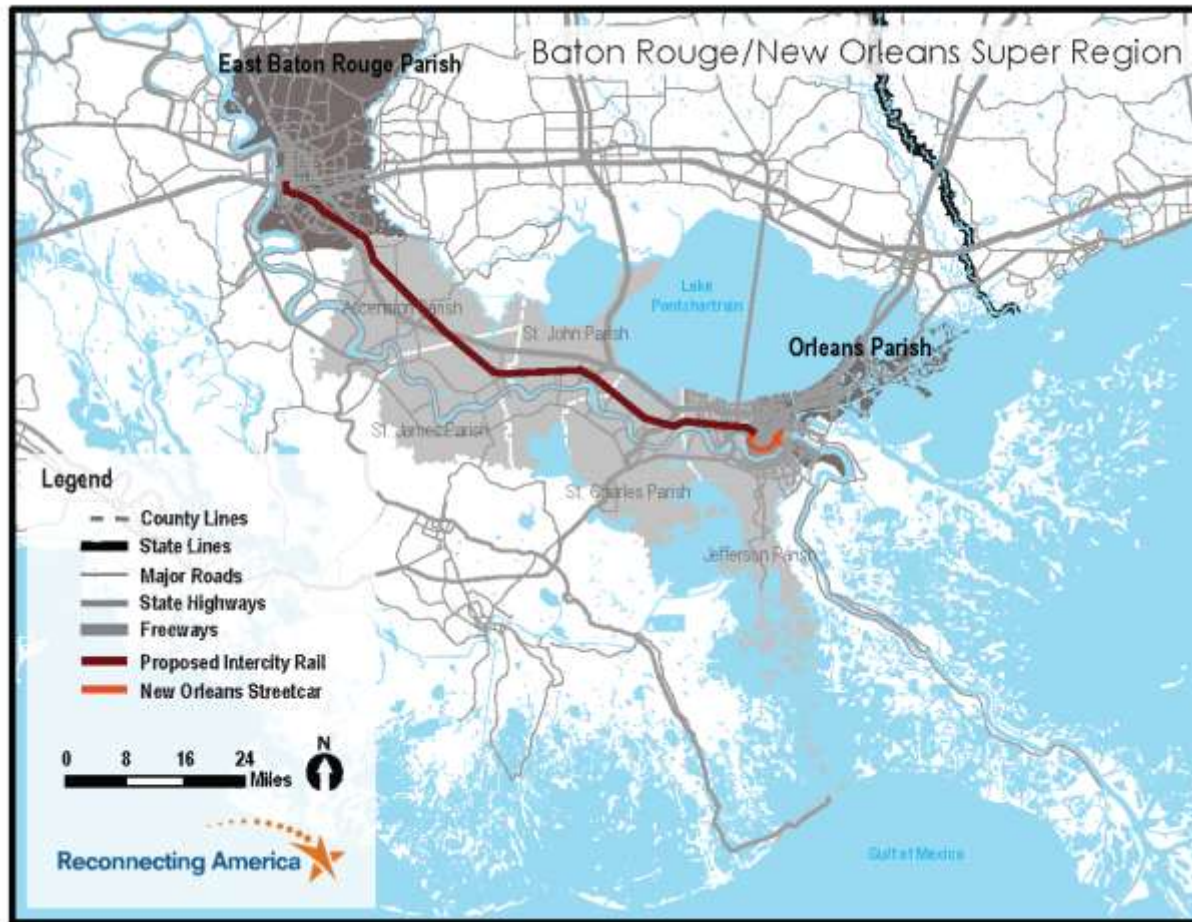 Baton Rouge/New Orleans Super Region
East Baton Rouge Parish
Lake
Pontchartrain
Ascension Parish
St. John Parish
Orleans Parish
St. James Parish
St. Charles Parish
Jefferson Parish
Legend
County Lines
State Lines
Major Roads
State Highways
Freeways
Proposed Intercity Rail
New Orleans Streetcar
0 8 16 24
Miles
N
Reconnecting America
Gulf of Mexico